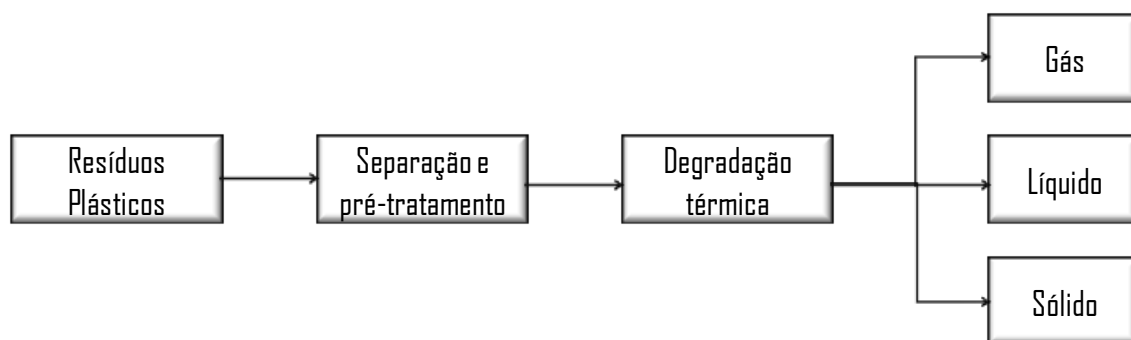 Resíduos
Plásticos
Separação e
pré-tratamento
Degradação
térmica
Gás
Líquido
Sólido